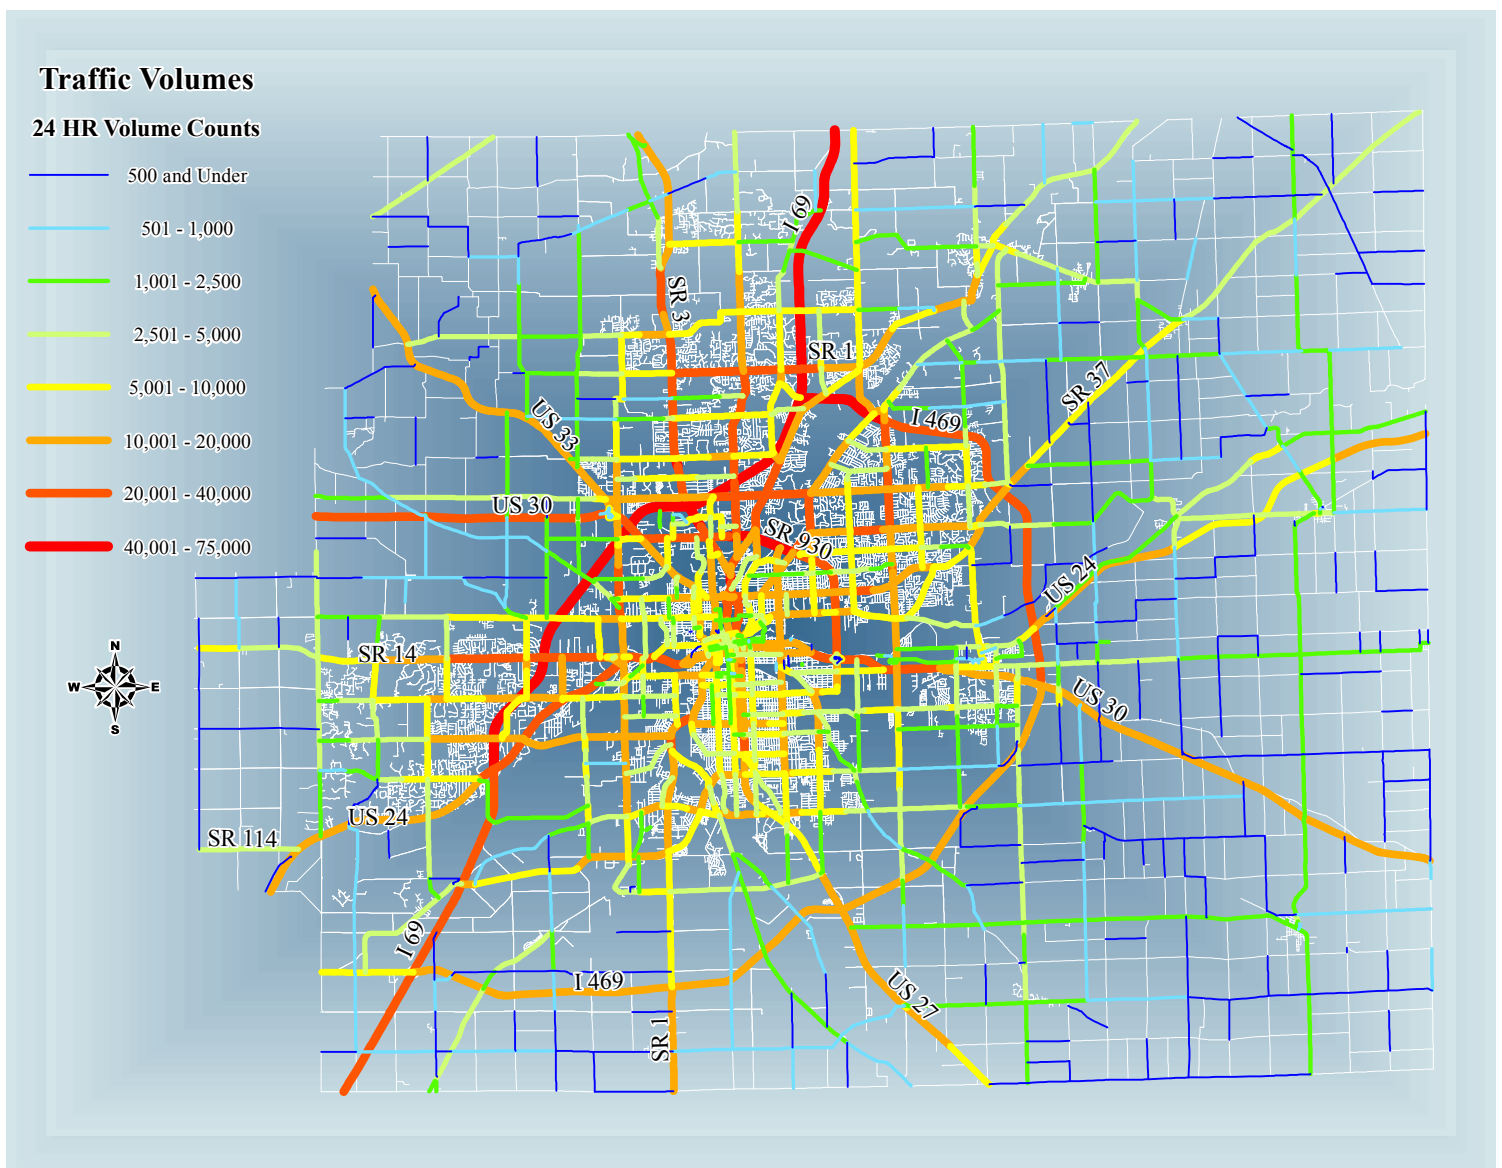 Traffic Volumes
24 HR Volume Counts
500 and Under
501 - 1,000
1,001 - 2,500
2,501 - 5,000
5,001 - 10,000
10,001 - 20,000
20,001 - 40,000
40,001 - 75,000
I 69
SR 3
SR 1
SR 37
US 33
I 469
US 30
SR 930
US 24
N
W E
S
SR 14
US 30
US 24
SR 114
I 69
I 469
US 27
SR 1